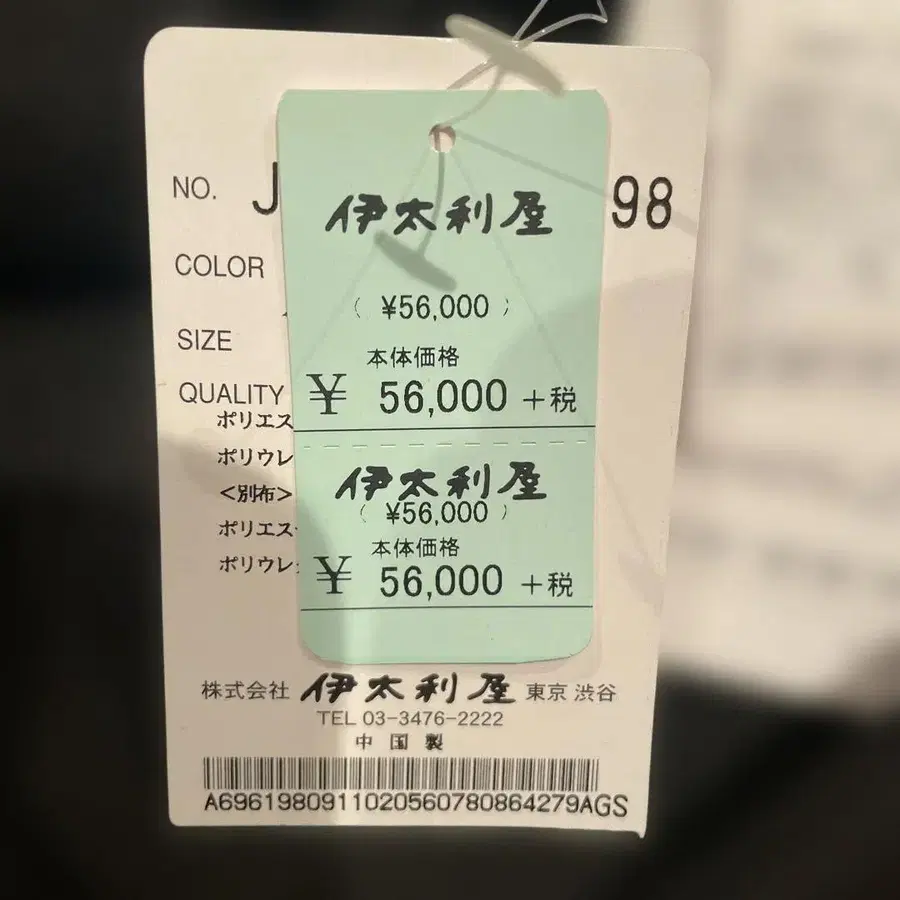 NO. J 98
COLOR
SIZE
QUALITY
ポリエス
ポリウレ
<別布>
ポリエス
ポリウレ
伊太利屋
( ¥56,000 )
本体価格
¥ 56,000 +税
伊太利屋
( ¥56,000 )
本体価格
¥ 56,000 +税
株式会社 伊太利屋 東京 渋谷
TEL 03-3476-2222
中国製
A6961980911020560780864279AGS